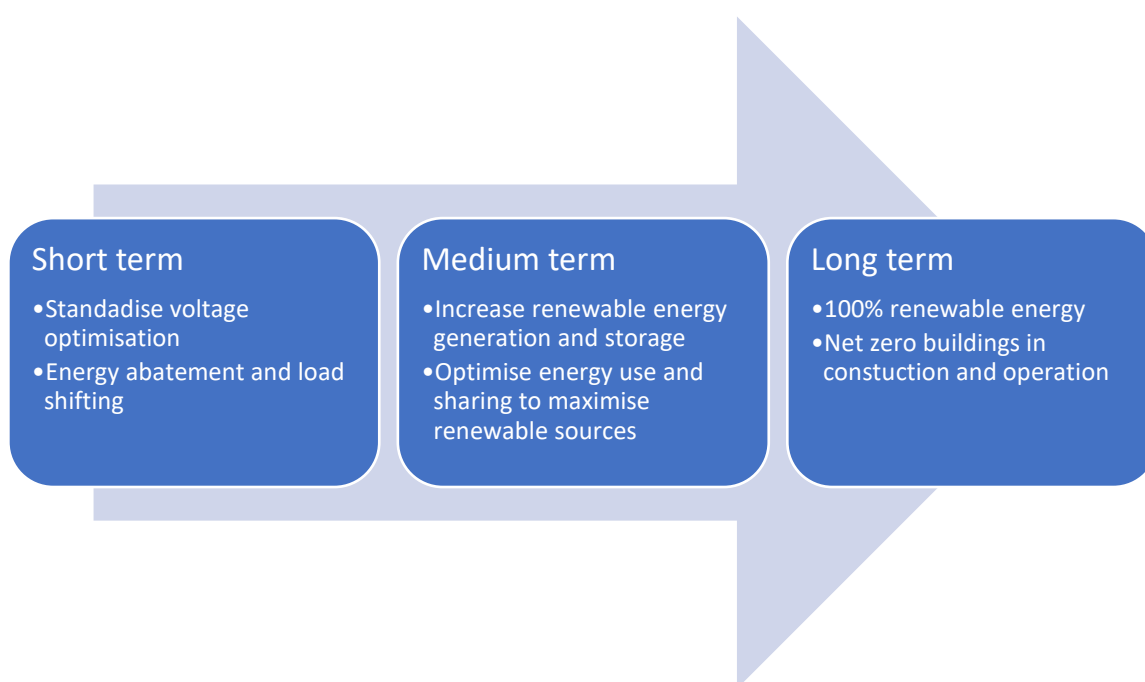 Short term
•Standadise voltage
optimisation
•Energy abatement and load
shifting
Medium term
•Increase renewable energy
generation and storage
•Optimise energy use and
sharing to maximise
renewable sources
Long term
•100% renewable energy
•Net zero buildings in
constuction and operation